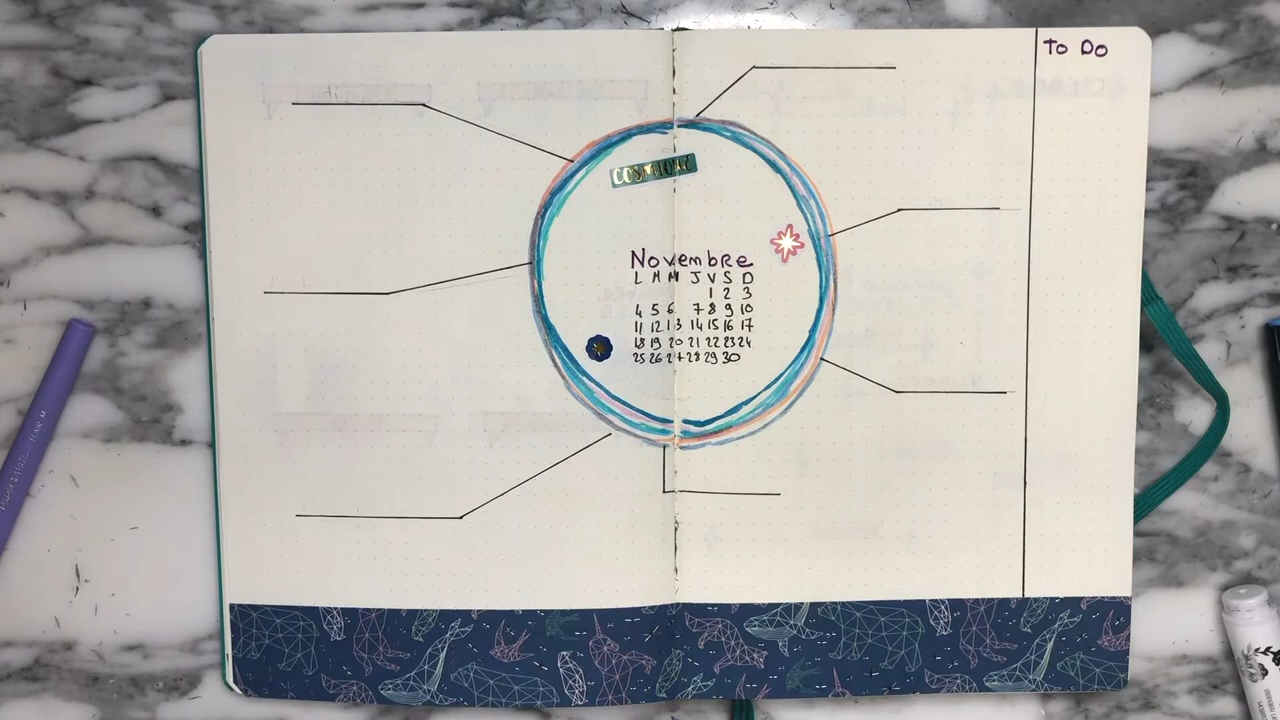 To Do
COSMIQUE
Novembre
L M M J V S D
1 2 3
4 5 6 7 8 9 10
11 12 13 14 15 16 17
18 19 20 21 22 23 24
25 26 27 28 29 30